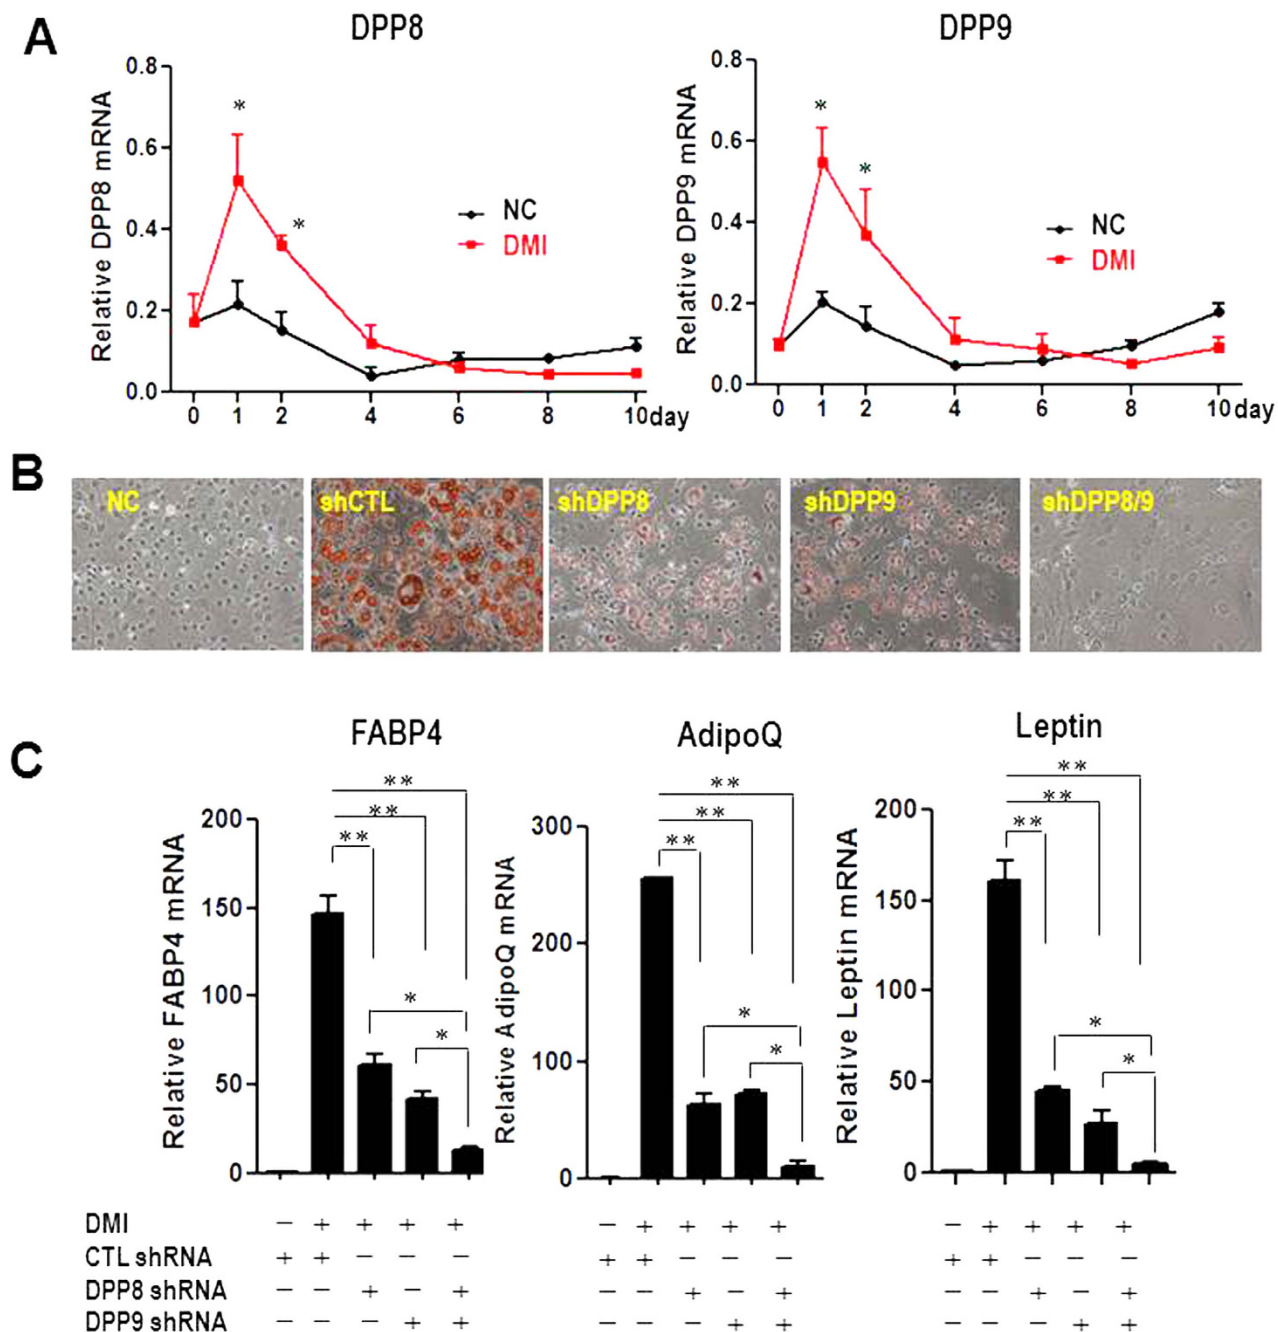 A
DPP8
DPP9
Relative DPP8 mRNA
0.8
0.6
0.4
0.2
0.0
*
*
NC
DMI
0 1 2 4 6 8 10 day
Relative DPP9 mRNA
0.8
0.6
0.4
0.2
0.0
*
*
NC
DMI
0 1 2 4 6 8 10 day
B
NC
shCTL
shDPP8
shDPP9
shDPP8/9
C
FABP4
Relative FABP4 mRNA
200
150
100
50
0
**
**
**
*
*
AdipoQ
Relative AdipoQ mRNA
300
200
100
0
**
**
**
*
*
Leptin
Relative Leptin mRNA
200
150
100
50
0
**
**
**
*
*
DMI − + + + + − + + + + − + + + +
CTL shRNA + + − − − + + − − − + + − − −
DPP8 shRNA − − + − + − − + − + − − + − +
DPP9 shRNA − − − + + − − − + + − − − + +